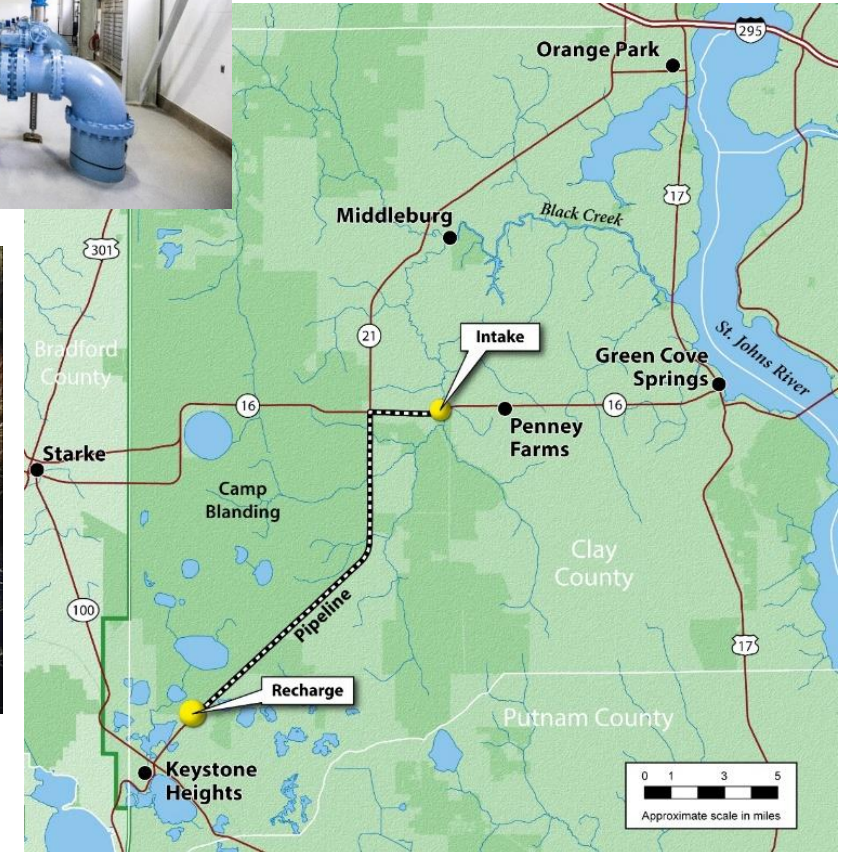 295
Orange Park
17
Middleburg
Black Creek
301
21
Intake
Bradford
County
Green Cove
Springs
St. Johns River
16
16
Penney
Farms
Starke
Camp
Blanding
Clay
County
Pipeline
100
17
Recharge
Putnam County
Keystone
Heights
0 1 3 5
Approximate scale in miles